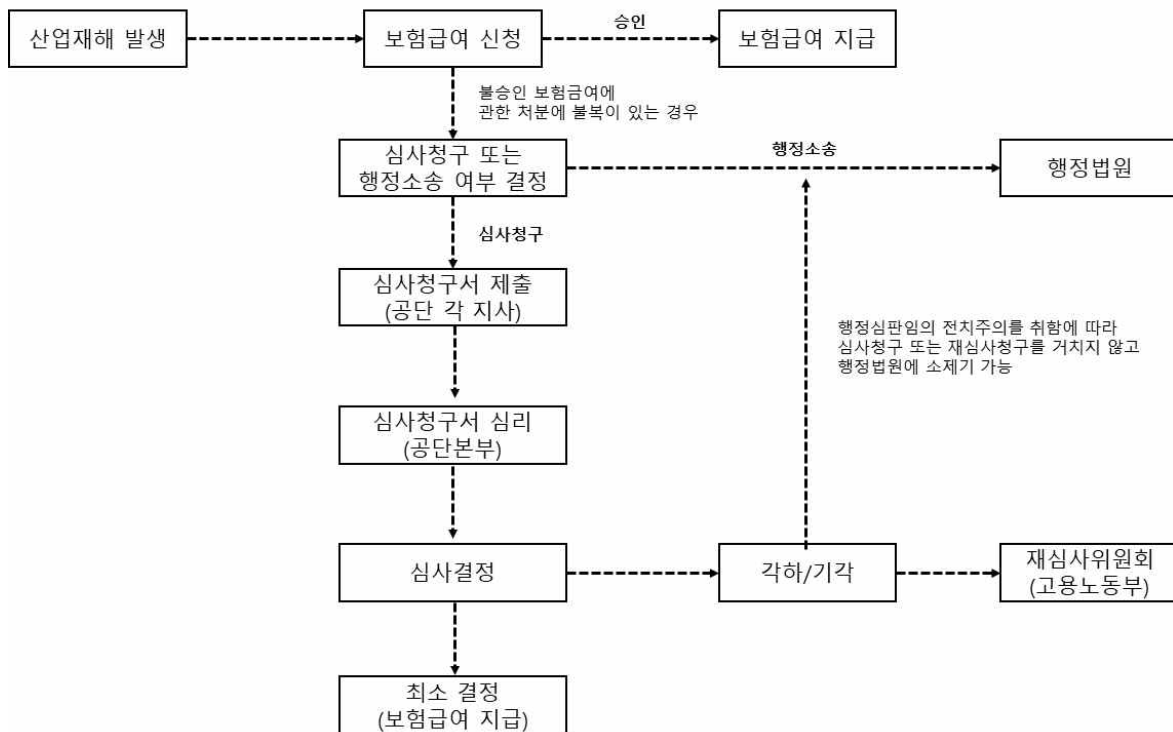 산업재해 발생
보험급여 신청
승인
보험급여 지급
불승인 보험금여에
관한 처분에 불복이 있는 경우
심사청구 또는
행정소송 여부 결정
행정소송
행정법원
심사청구
심사청구서 제출
(공단 각 지사)
행정심판임의 전치주의를 취함에 따라
심사청구 또는 재심사청구를 거치지 않고
행정법원에 소제기 가능
심사청구서 심리
(공단본부)
심사결정
각하/기각
재심사위원회
(고용노동부)
최소 결정
(보험급여 지급)